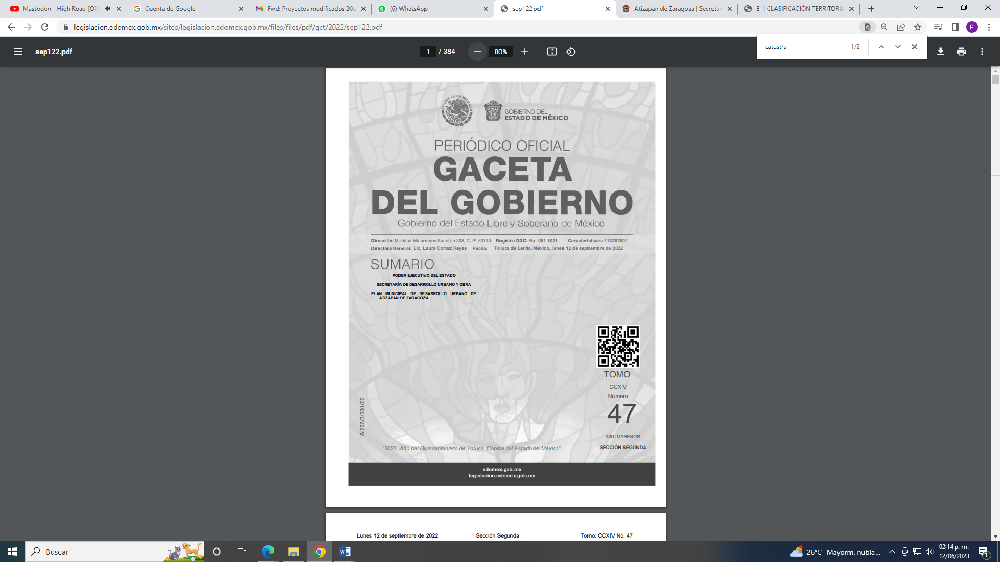 Mastodon - High Road [Offi
Cuenta de Google
Fwd: Proyectos modificados 20a
(6) WhatsApp
sep122.pdf
Atizapán de Zaragoza | Secretar
E-1 CLASIFICACIÓN TERRITORIA
legislacion.edomex.gob.mx/sites/legislacion.edomex.gob.mx/files/files/pdf/gct/2022/sep122.pdf
P
sep122.pdf
1 / 384
80%
catastra
1/2
ESTADOS UNIDOS MEXICANOS
GOBIERNO DEL
ESTADO DE MÉXICO
PERIÓDICO OFICIAL
GACETA
DEL GOBIERNO
Gobierno del Estado Libre y Soberano de México
Dirección: Mariano Matamoros Sur núm.308, C. P. 50130. Registro DGC: No. 001 1021 Características: 113282801
Directora General: Lic. Laura Cortez Reyes Fecha: Toluca de Lerdo, México, lunes 12 de septiembre de 2022
SUMARIO
PODER EJECUTIVO DEL ESTADO
SECRETARÍA DE DESARROLLO URBANO Y OBRA
PLAN MUNICIPAL DE DESARROLLO URBANO DE
ATIZAPÁN DE ZARAGOZA.
TOMO
CCXIV
Número
47
300 IMPRESOS
SECCIÓN SEGUNDA
A:202/3/001/02
"2022. Año del Quincentenario de Toluca, Capital del Estado de México".
edomex.gob.mx
legislacion.edomex.gob.mx
Lunes 12 de septiembre de 2022
Sección Segunda
Tomo: CCXIV No. 47
Buscar
26°C Mayorm. nubla...
02:14 p. m.
12/06/2023
1